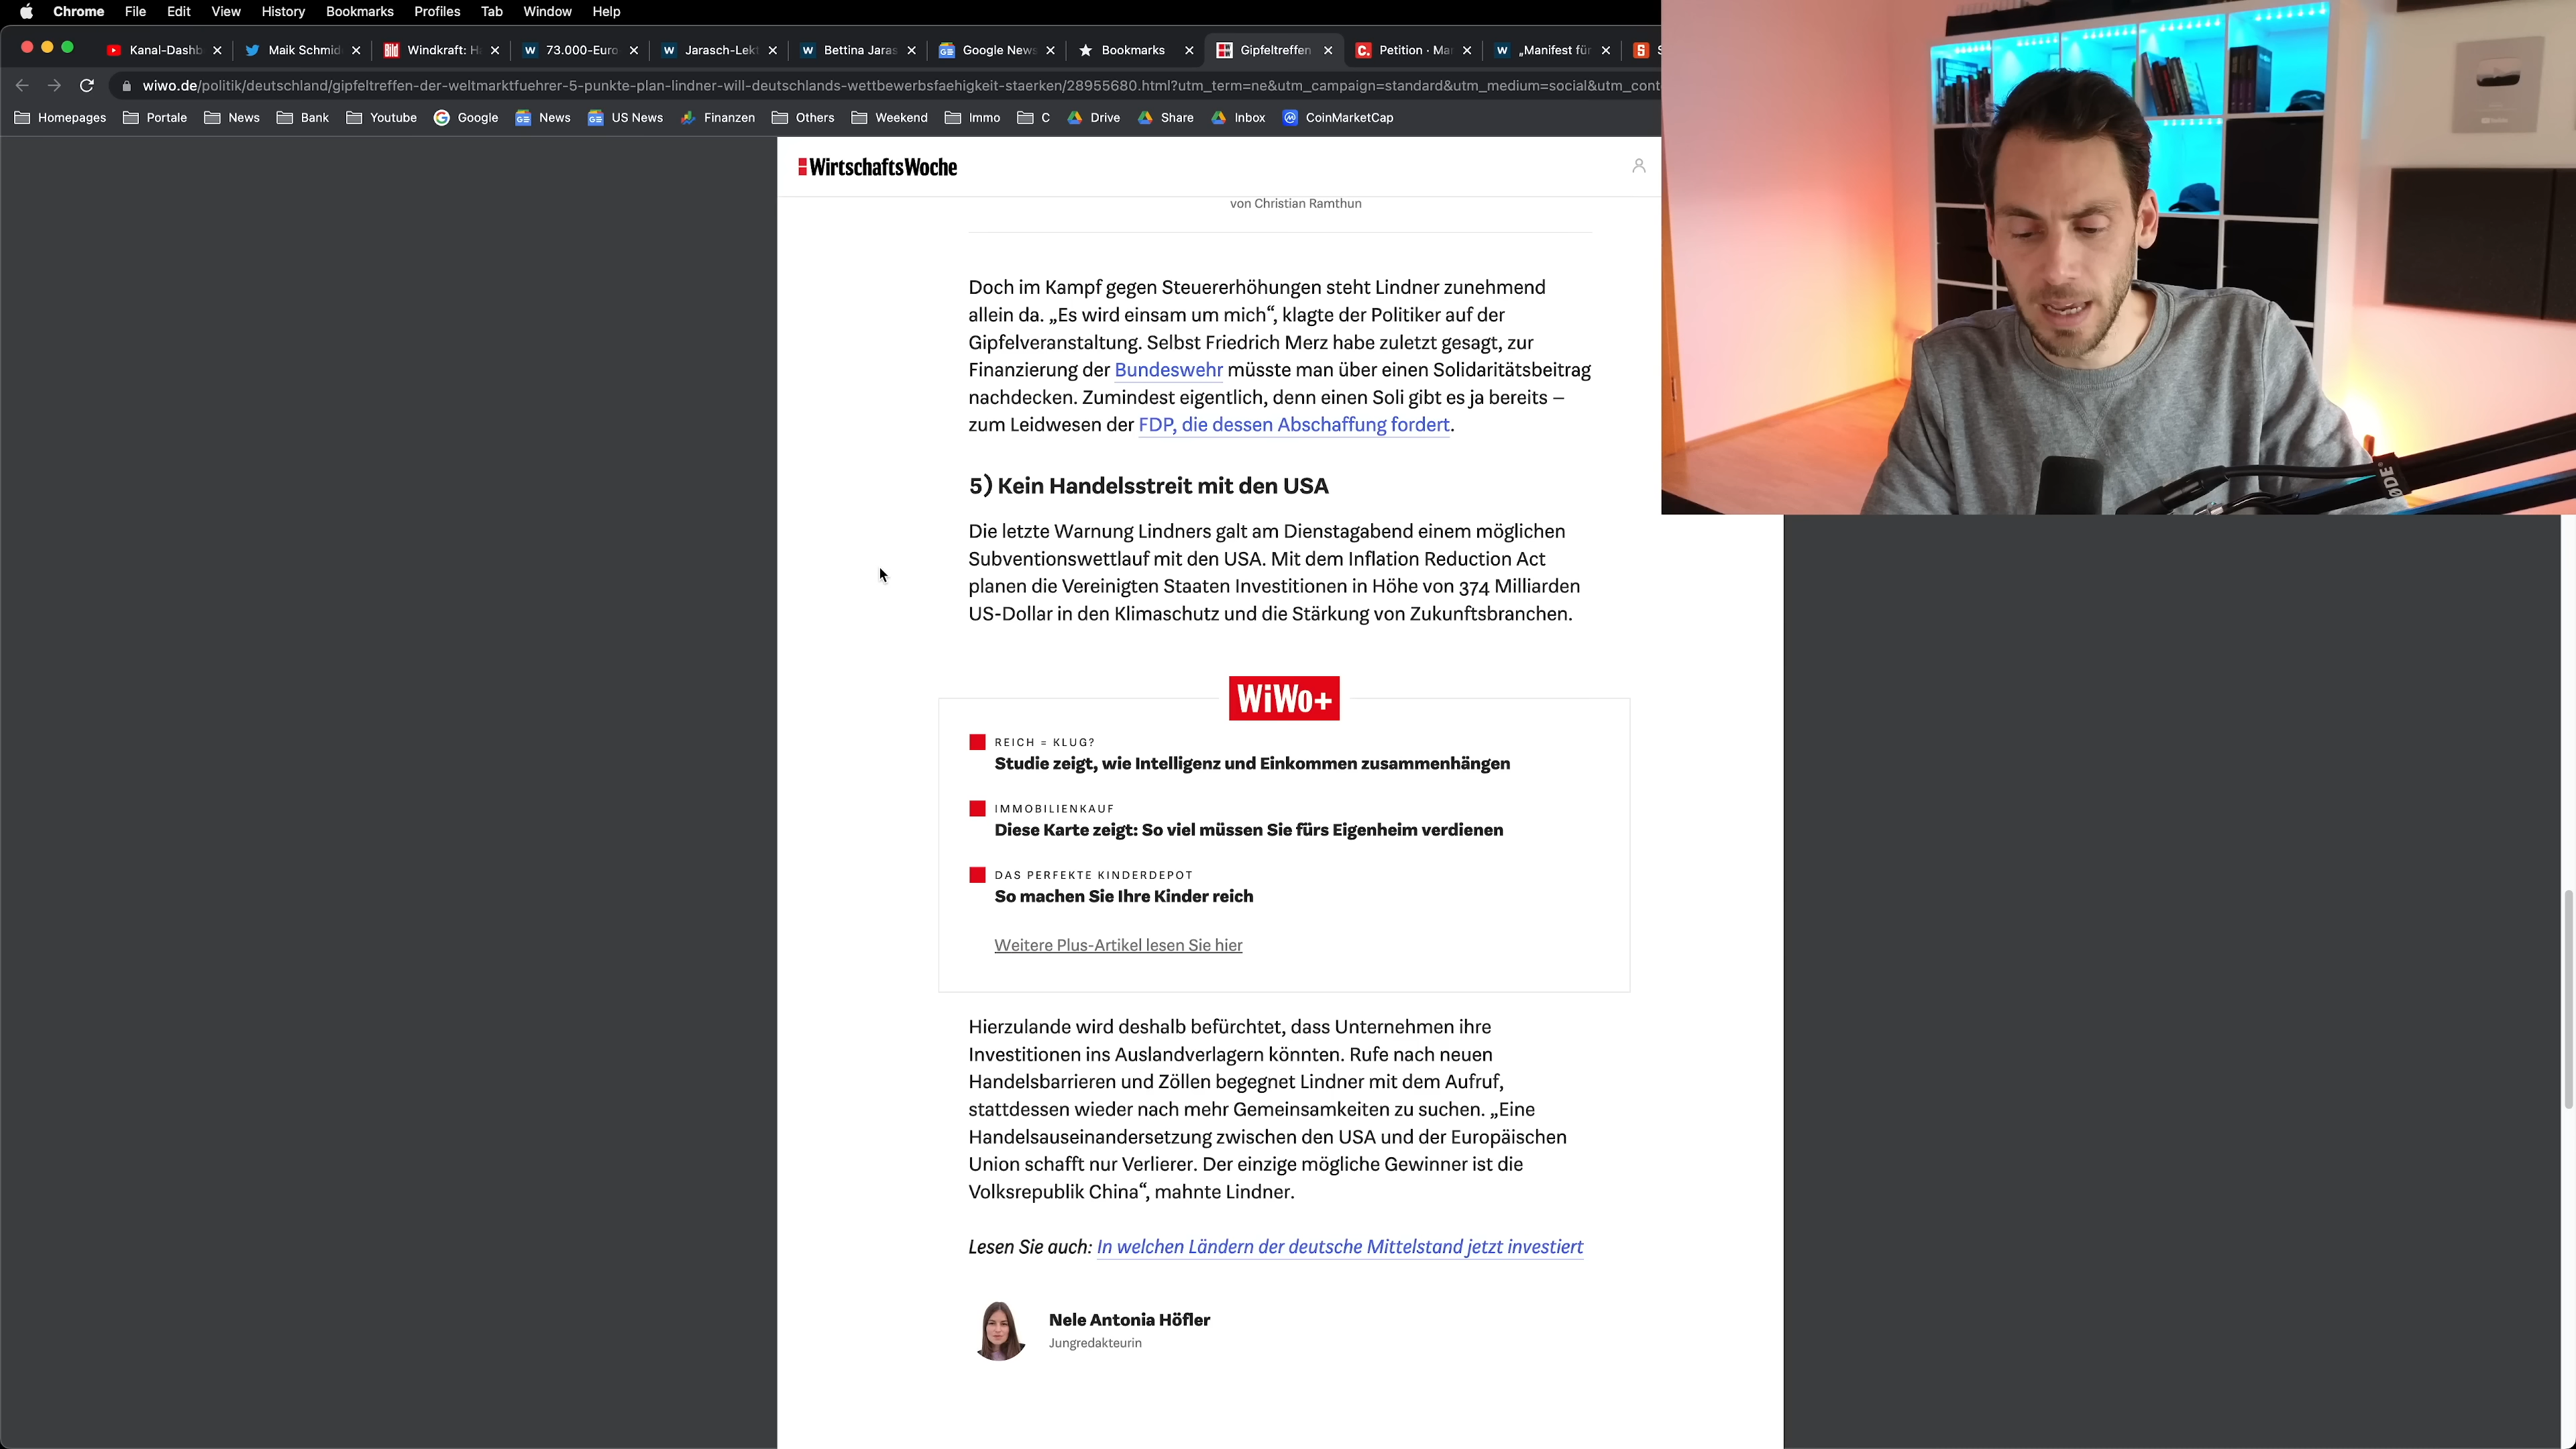 Chrome File Edit View History Bookmarks Profiles Tab Window Help
Kanal-Dashb Maik Schmid Windkraft: H 73.000-Euro Jarasch-Lekt Bettina Jaras Google News Bookmarks Gipfeltreffen Petition · Ma „Manifest für S
wiwo.de/politik/deutschland/gipfeltreffen-der-weltmarktfuehrer-5-punkte-plan-lindner-will-deutschlands-wettbewerbsfaehigkeit-staerken/28955680.html?utm_term=ne&utm_campaign=standard&utm_medium=social&utm_cont
Homepages Portale News Bank Youtube Google News US News Finanzen Others Weekend Immo C Drive Share Inbox CoinMarketCap
WirtschaftsWoche
von Christian Ramthun
Doch im Kampf gegen Steuererhöhungen steht Lindner zunehmend
allein da. „Es wird einsam um mich“, klagte der Politiker auf der
Gipfelveranstaltung. Selbst Friedrich Merz habe zuletzt gesagt, zur
Finanzierung der Bundeswehr müsste man über einen Solidaritätsbeitrag
nachdecken. Zumindest eigentlich, denn einen Soli gibt es ja bereits –
zum Leidwesen der FDP, die dessen Abschaffung fordert.
5) Kein Handelsstreit mit den USA
Die letzte Warnung Lindners galt am Dienstagabend einem möglichen
Subventionswettlauf mit den USA. Mit dem Inflation Reduction Act
planen die Vereinigten Staaten Investitionen in Höhe von 374 Milliarden
US-Dollar in den Klimaschutz und die Stärkung von Zukunftsbranchen.
WiWo+
REICH = KLUG?
Studie zeigt, wie Intelligenz und Einkommen zusammenhängen
IMMOBILIENKAUF
Diese Karte zeigt: So viel müssen Sie fürs Eigenheim verdienen
DAS PERFEKTE KINDERDEPOT
So machen Sie Ihre Kinder reich
Weitere Plus-Artikel lesen Sie hier
Hierzulande wird deshalb befürchtet, dass Unternehmen ihre
Investitionen ins Auslandverlagern könnten. Rufe nach neuen
Handelsbarrieren und Zöllen begegnet Lindner mit dem Aufruf,
stattdessen wieder nach mehr Gemeinsamkeiten zu suchen. „Eine
Handelsauseinandersetzung zwischen den USA und der Europäischen
Union schafft nur Verlierer. Der einzige mögliche Gewinner ist die
Volksrepublik China“, mahnte Lindner.
Lesen Sie auch: In welchen Ländern der deutsche Mittelstand jetzt investiert
Nele Antonia Höfler
Jungredakteurin
RØDE